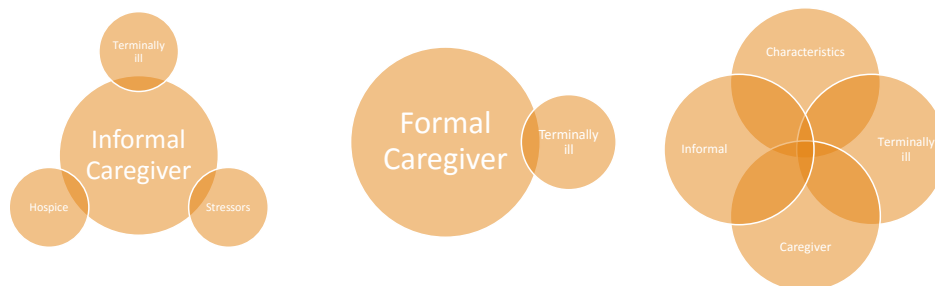 Terminally
ill
Informal
Caregiver
Hospice
Stressors
Formal
Caregiver
Terminally
ill
Characteristics
Informal
Terminally
ill
Caregiver